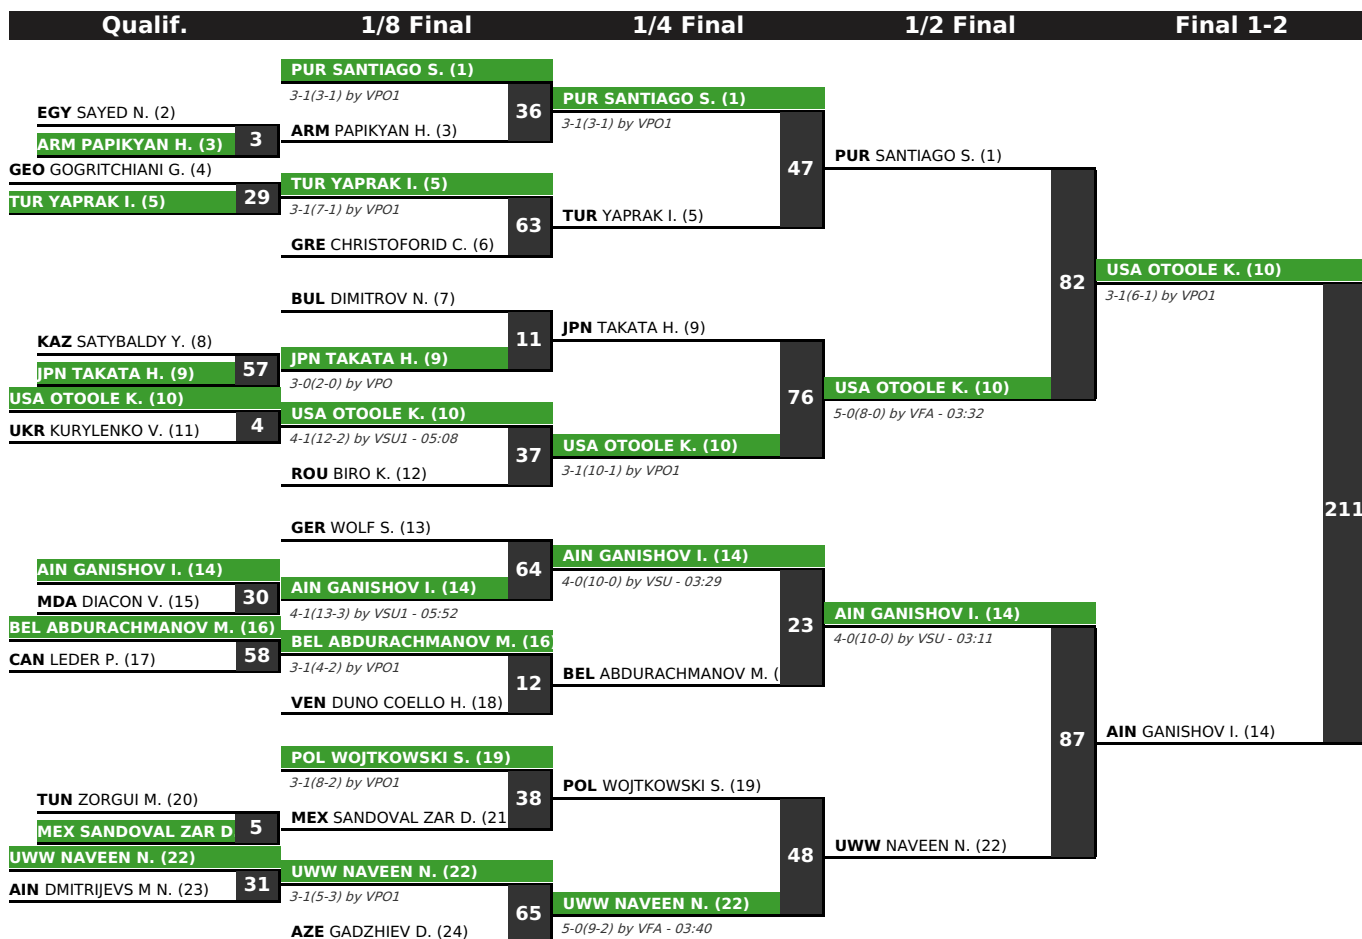 Qualif.
1/8 Final
1/4 Final
1/2 Final
Final 1-2
EGY SAYED N. (2)
ARM PAPIKYAN H. (3)
3
GEO GOGRITCHIANI G. (4)
TUR YAPRAK I. (5)
29
KAZ SATYBALDY Y. (8)
JPN TAKATA H. (9)
57
USA OTOOLE K. (10)
UKR KURYLENKO V. (11)
4
AIN GANISHOV I. (14)
MDA DIACON V. (15)
30
BEL ABDURACHMANOV M. (16)
CAN LEDER P. (17)
58
TUN ZORGUI M. (20)
MEX SANDOVAL ZAR D
5
UWW NAVEEN N. (22)
AIN DMITRIJEVS M N. (23)
31
PUR SANTIAGO S. (1)
3-1(3-1) by VPO1
ARM PAPIKYAN H. (3)
36
TUR YAPRAK I. (5)
3-1(7-1) by VPO1
GRE CHRISTOFORID C. (6)
63
BUL DIMITROV N. (7)
11
JPN TAKATA H. (9)
3-0(2-0) by VPO
USA OTOOLE K. (10)
4-1(12-2) by VSU1 - 05:08
ROU BIRO K. (12)
37
GER WOLF S. (13)
64
AIN GANISHOV I. (14)
4-1(13-3) by VSU1 - 05:52
BEL ABDURACHMANOV M. (16)
3-1(4-2) by VPO1
VEN DUNO COELLO H. (18)
12
POL WOJTKOWSKI S. (19)
3-1(8-2) by VPO1
MEX SANDOVAL ZAR D. (21
38
UWW NAVEEN N. (22)
3-1(5-3) by VPO1
AZE GADZHIEV D. (24)
65
PUR SANTIAGO S. (1)
3-1(3-1) by VPO1
TUR YAPRAK I. (5)
47
JPN TAKATA H. (9)
76
USA OTOOLE K. (10)
3-1(10-1) by VPO1
AIN GANISHOV I. (14)
4-0(10-0) by VSU - 03:29
BEL ABDURACHMANOV M. (
23
POL WOJTKOWSKI S. (19)
48
UWW NAVEEN N. (22)
5-0(9-2) by VFA - 03:40
PUR SANTIAGO S. (1)
82
USA OTOOLE K. (10)
5-0(8-0) by VFA - 03:32
AIN GANISHOV I. (14)
4-0(10-0) by VSU - 03:11
87
UWW NAVEEN N. (22)
USA OTOOLE K. (10)
3-1(6-1) by VPO1
211
AIN GANISHOV I. (14)